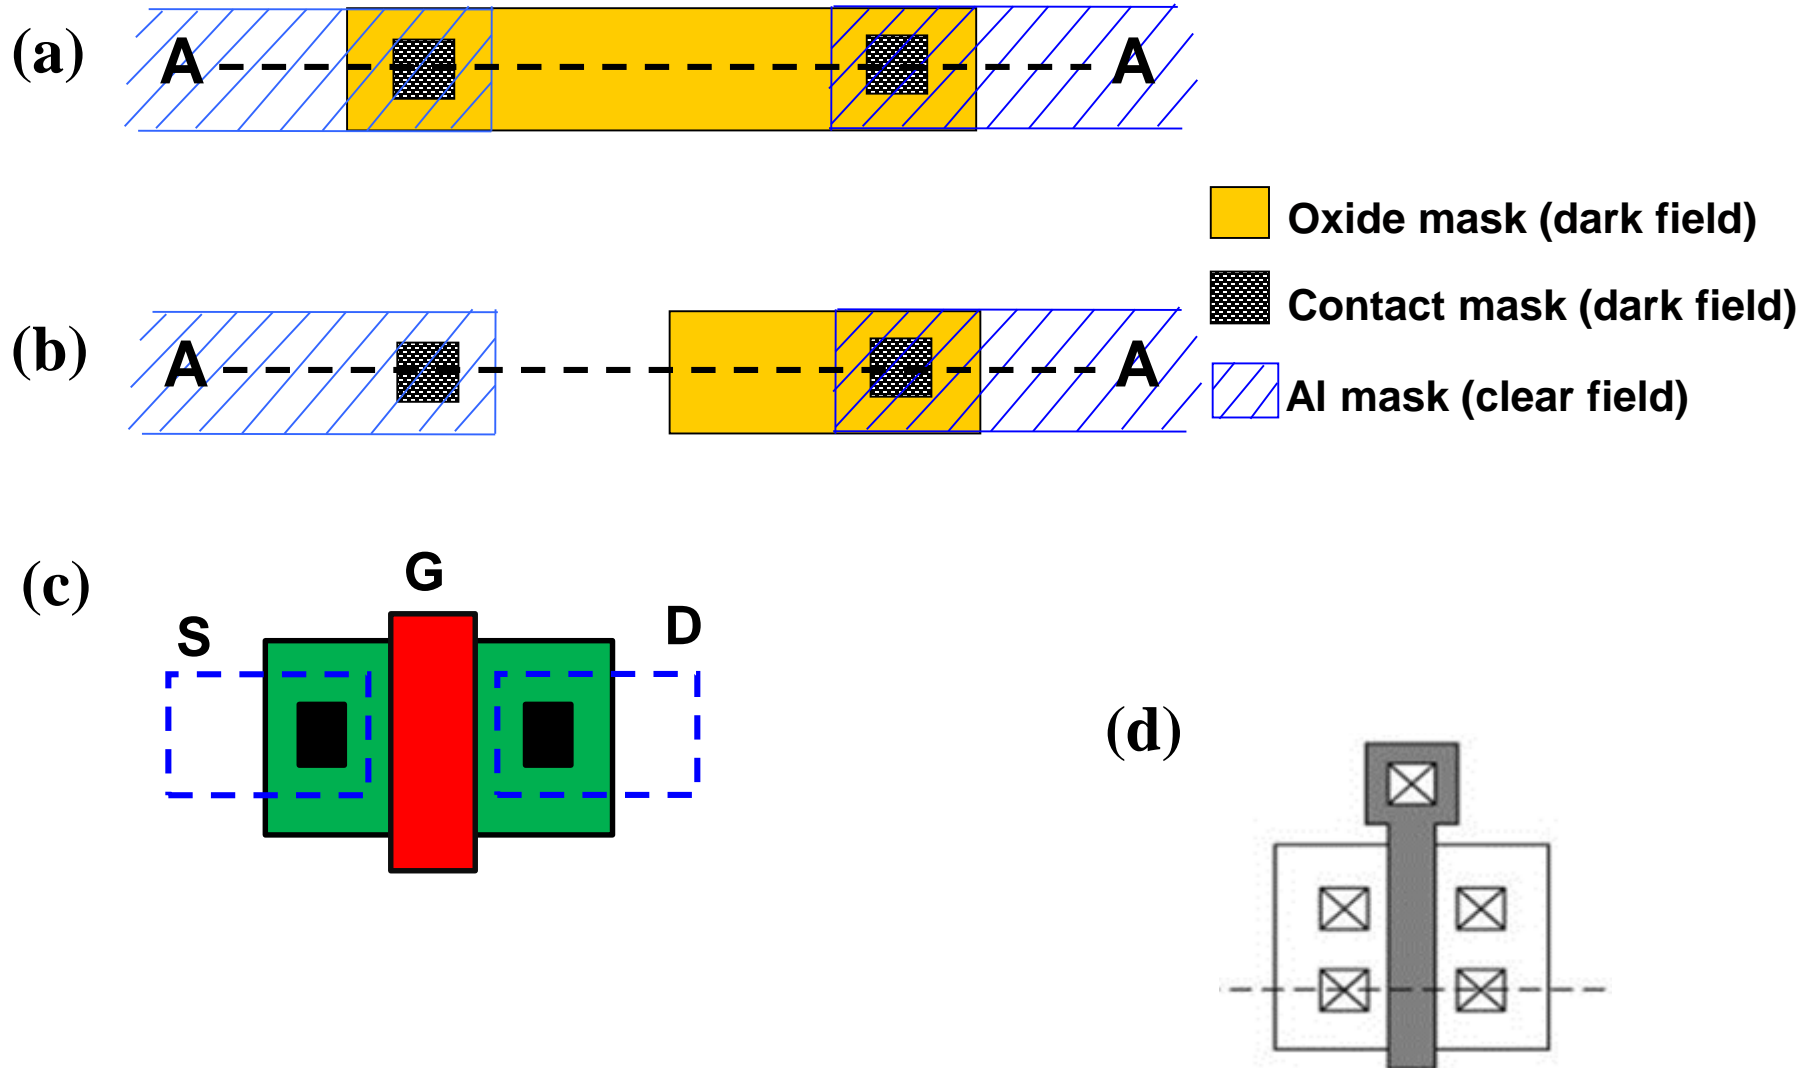 (a)
A
A
Oxide mask (dark field)
Contact mask (dark field)
(b)
A
A
Al mask (clear field)
(c)
G
S
D
(d)